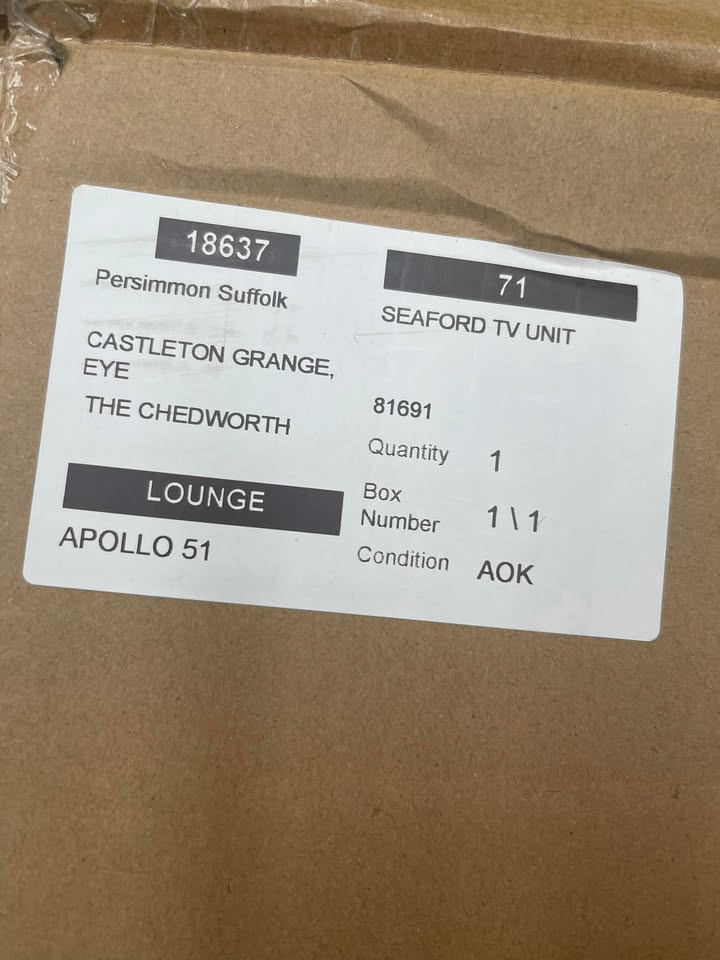 18637
Persimmon Suffolk
CASTLETON GRANGE,
EYE
THE CHEDWORTH
LOUNGE
APOLLO 51
71
SEAFORD TV UNIT
81691
Quantity 1
Box
Number 1 \ 1
Condition AOK